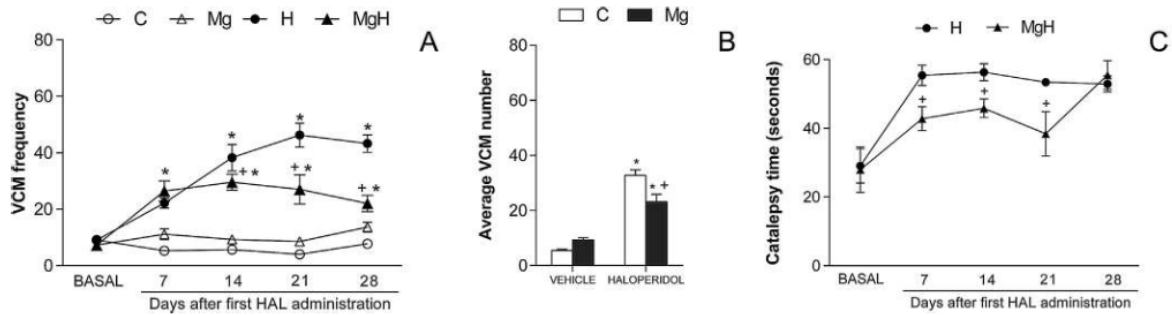 C Mg H MgH
A
VCM frequency
80
60
40
20
0
* * * *
+ * + * + *
BASAL 7 14 21 28
Days after first HAL administration
C Mg
B
Average VCM number
80
60
40
20
0
*
* +
VEHICLE HALOPERIDOL
H MgH
C
Catalepsy time (seconds)
60
40
20
0
+ + +
BASAL 7 14 21 28
Days after first HAL administration